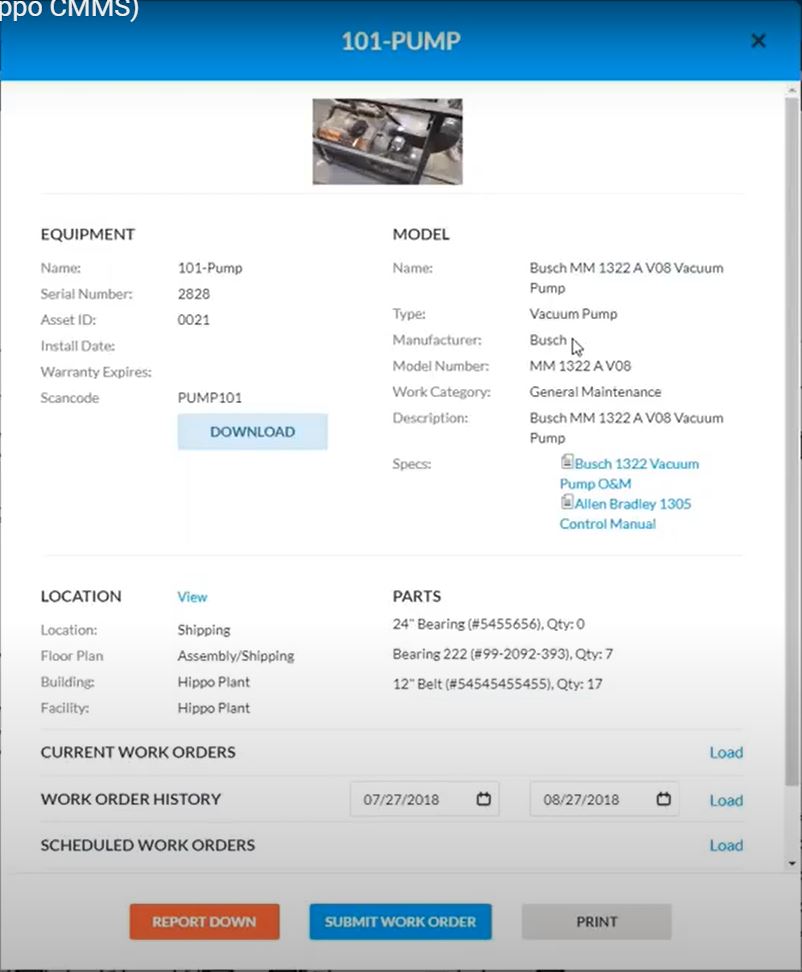 ppo CMMS)
101-PUMP
EQUIPMENT
Name: 101-Pump
Serial Number: 2828
Asset ID: 0021
Install Date:
Warranty Expires:
Scancode PUMP101
DOWNLOAD
MODEL
Name: Busch MM 1322 A V08 Vacuum
Pump
Type: Vacuum Pump
Manufacturer: Busch
Model Number: MM 1322 A V08
Work Category: General Maintenance
Description: Busch MM 1322 A V08 Vacuum
Pump
Specs: Busch 1322 Vacuum
Pump O&M
Allen Bradley 1305
Control Manual
LOCATION View
Location: Shipping
Floor Plan Assembly/Shipping
Building: Hippo Plant
Facility: Hippo Plant
PARTS
24" Bearing (#5455656), Qty: 0
Bearing 222 (#99-2092-393), Qty: 7
12" Belt (#54545455455), Qty: 17
CURRENT WORK ORDERS Load
WORK ORDER HISTORY 07/27/2018 08/27/2018 Load
SCHEDULED WORK ORDERS Load
REPORT DOWN SUBMIT WORK ORDER PRINT